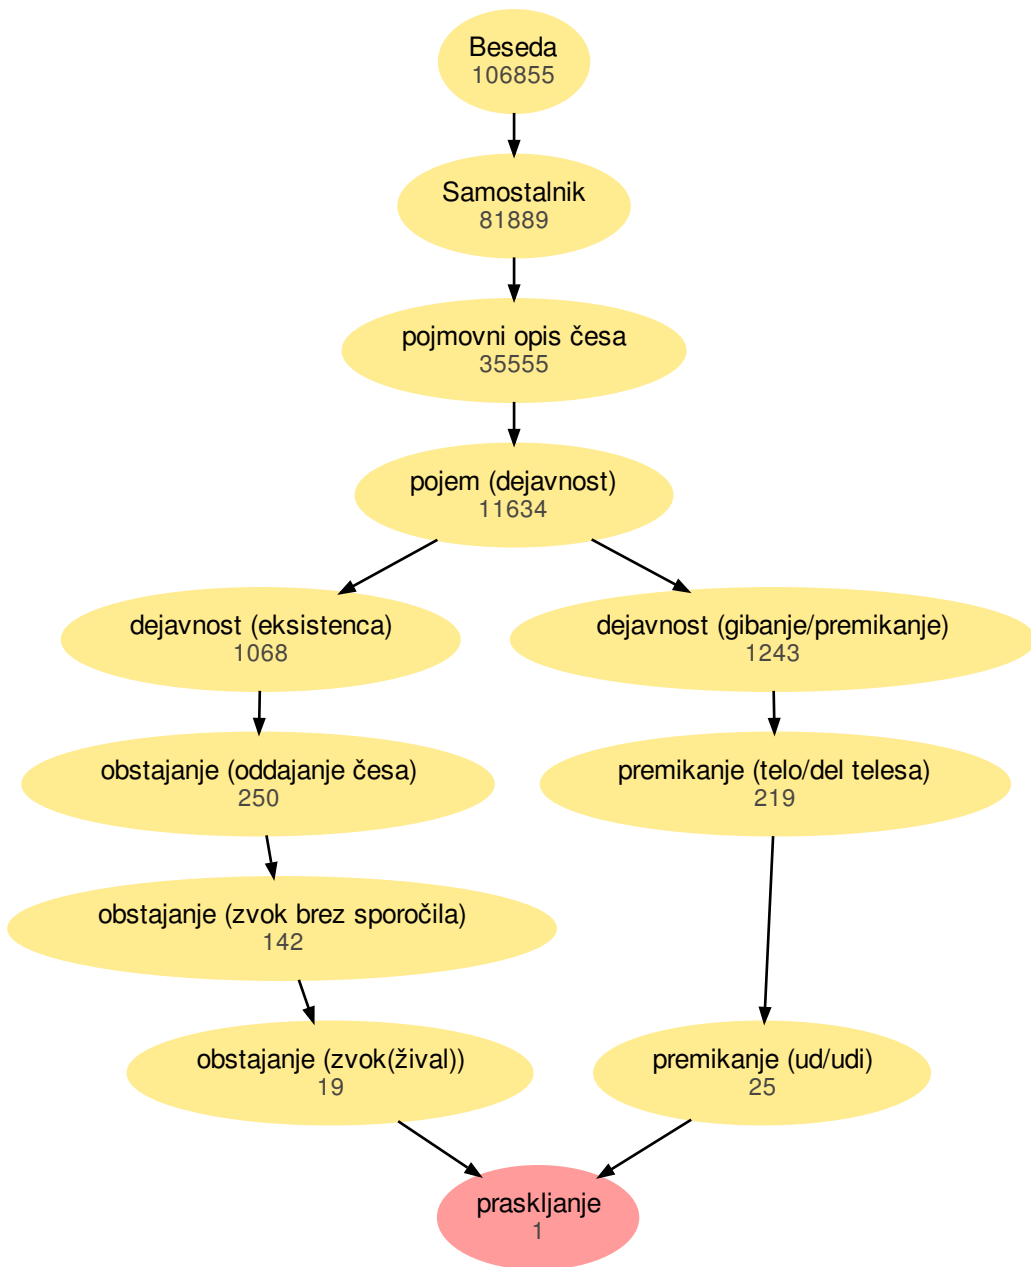 Beseda
106855
Samostalnik
81889
pojmovni opis česa
35555
pojem (dejavnost)
11634
dejavnost (eksistenca)
1068
dejavnost (gibanje/premikanje)
1243
obstajanje (oddajanje česa)
250
premikanje (telo/del telesa)
219
obstajanje (zvok brez sporočila)
142
obstajanje (zvok(žival))
19
premikanje (ud/udi)
25
praskljanje
1